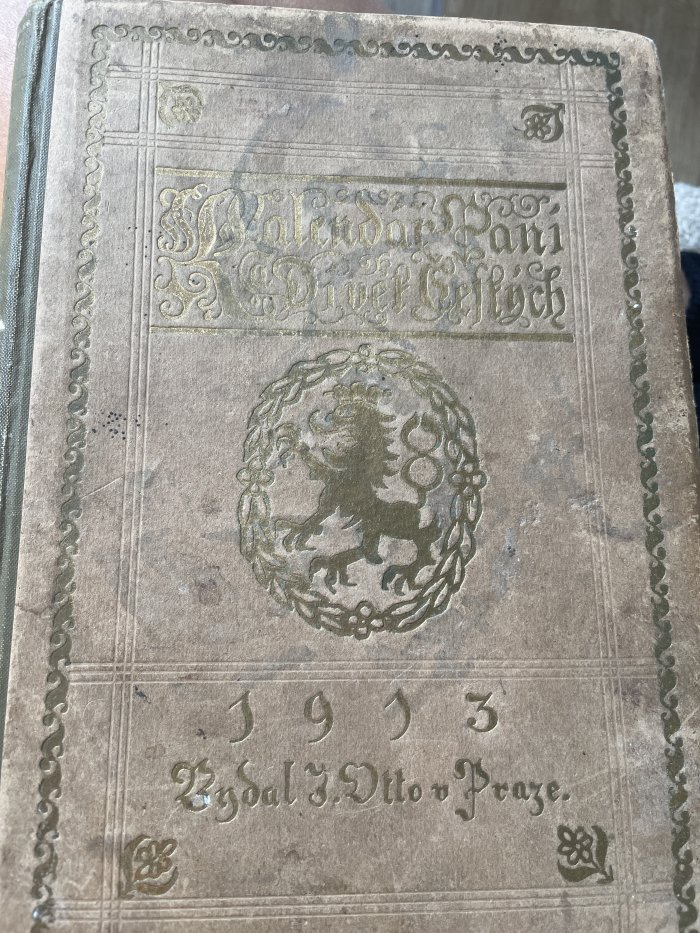 Kalendář Paní
A Dívek Českých
1913
Vydal J. Otto v Praze.